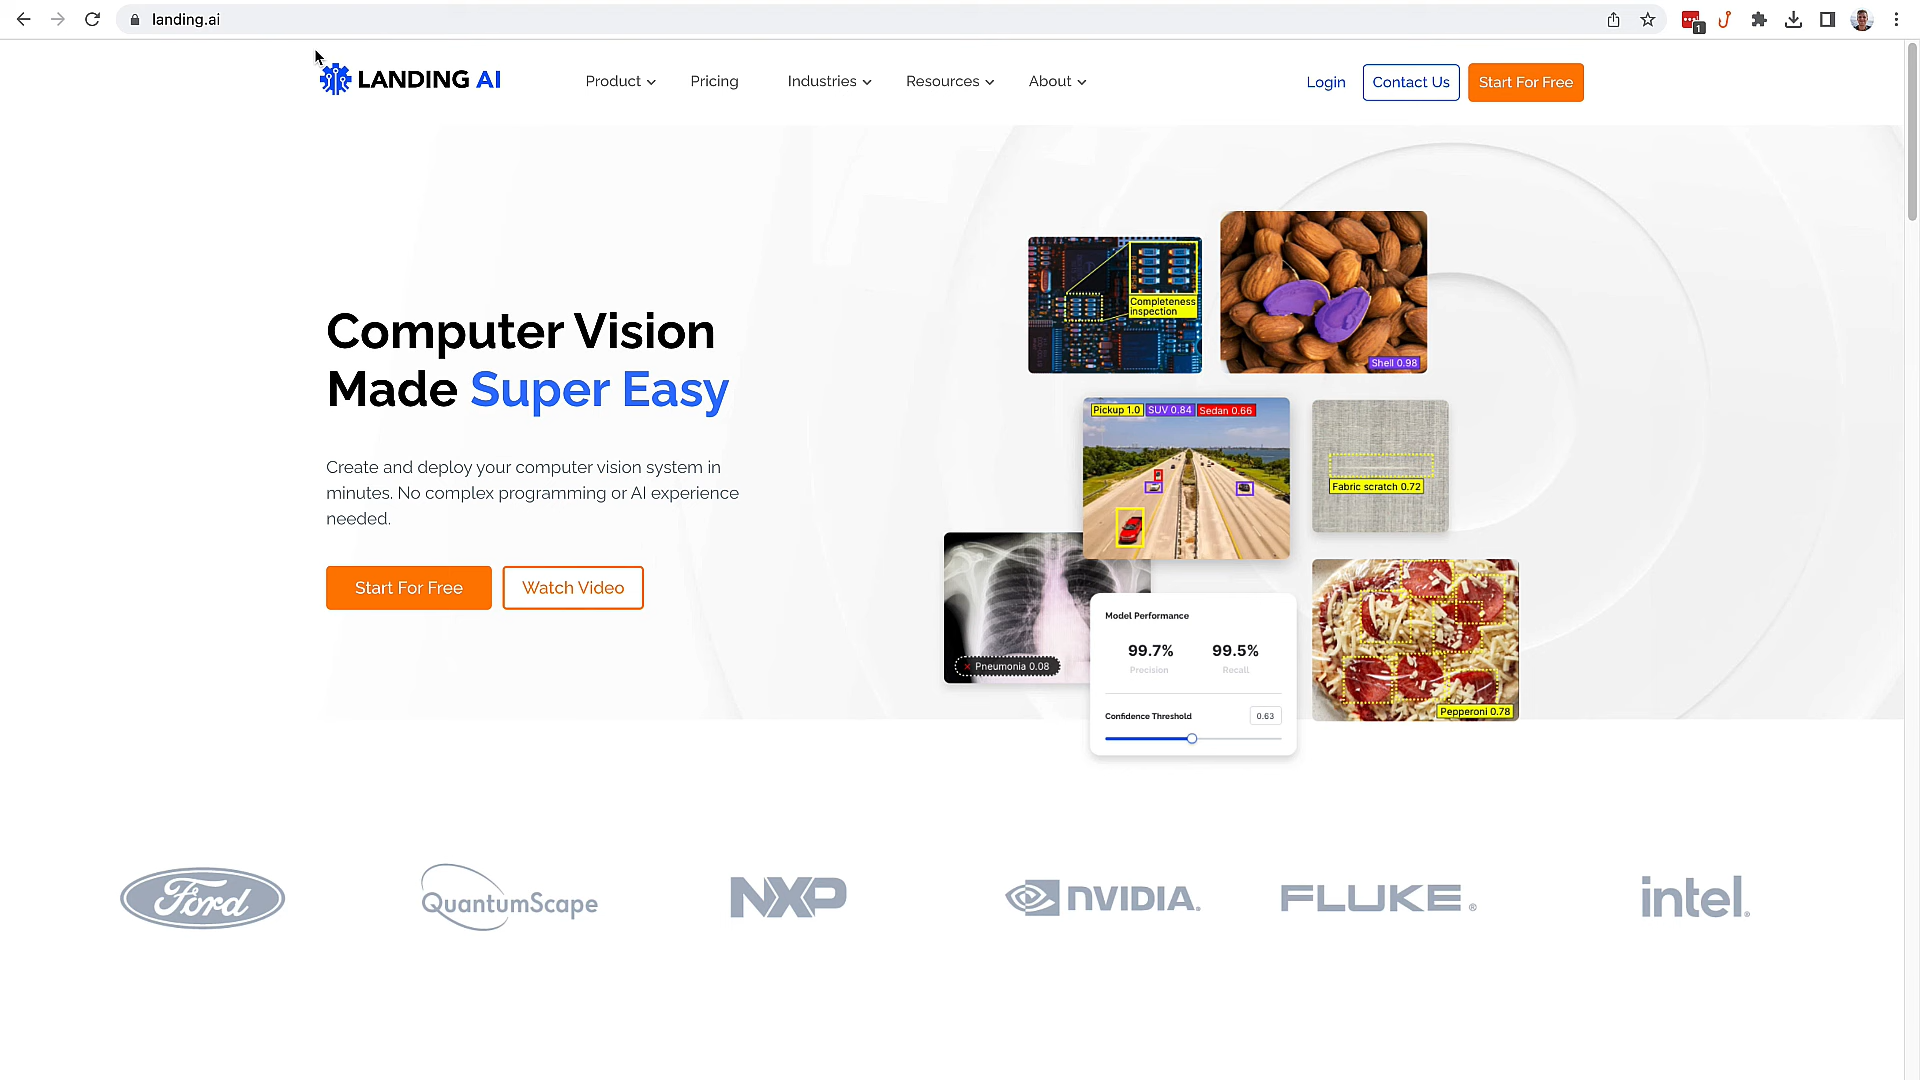 landing.ai
1
LANDING AI
Product
Pricing
Industries
Resources
About
Login
Contact Us
Start For Free
Computer Vision
Made Super Easy
Create and deploy your computer vision system in
minutes. No complex programming or AI experience
needed.
Start For Free
Watch Video
Completeness
inspection
Shell 0.98
Pickup 1.0
SUV 0.84
Sedan 0.66
Fabric scratch 0.72
Pneumonia 0.08
Model Performance
99.7%
99.5%
Precision
Recall
Confidence Threshold
0.63
Pepperoni 0.78
Ford
QuantumScape
NXP
NVIDIA.
FLUKE®
intel®